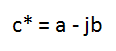 c* = a - jb